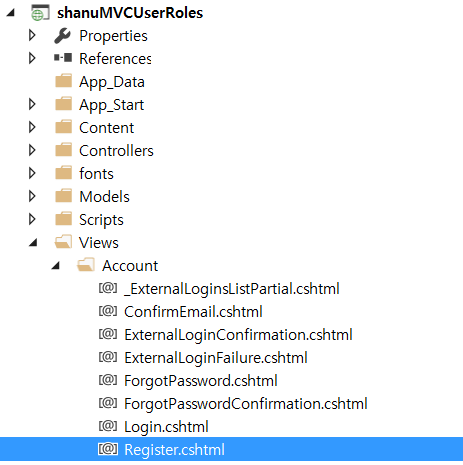 shanuMVCUserRoles
Properties
References
App_Data
App_Start
Content
Controllers
fonts
Models
Scripts
Views
Account
_ExternalLoginsListPartial.cshtml
ConfirmEmail.cshtml
ExternalLoginConfirmation.cshtml
ExternalLoginFailure.cshtml
ForgotPassword.cshtml
ForgotPasswordConfirmation.cshtml
Login.cshtml
Register.cshtml